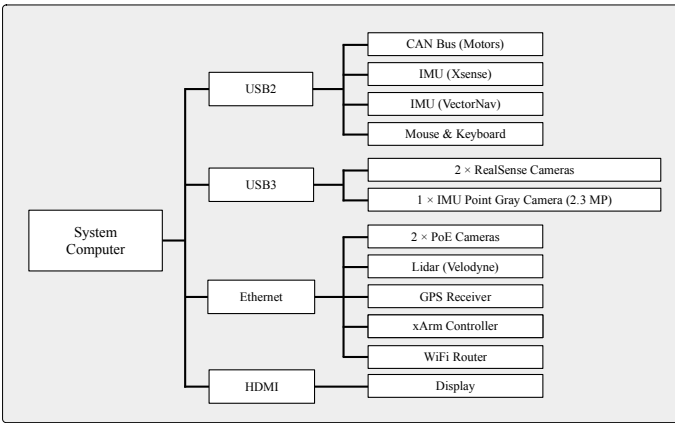 System
Computer
USB2
CAN Bus (Motors)
IMU (Xsense)
IMU (VectorNav)
Mouse & Keyboard
USB3
2 × RealSense Cameras
1 × IMU Point Gray Camera (2.3 MP)
Ethernet
2 × PoE Cameras
Lidar (Velodyne)
GPS Receiver
xArm Controller
WiFi Router
HDMI
Display